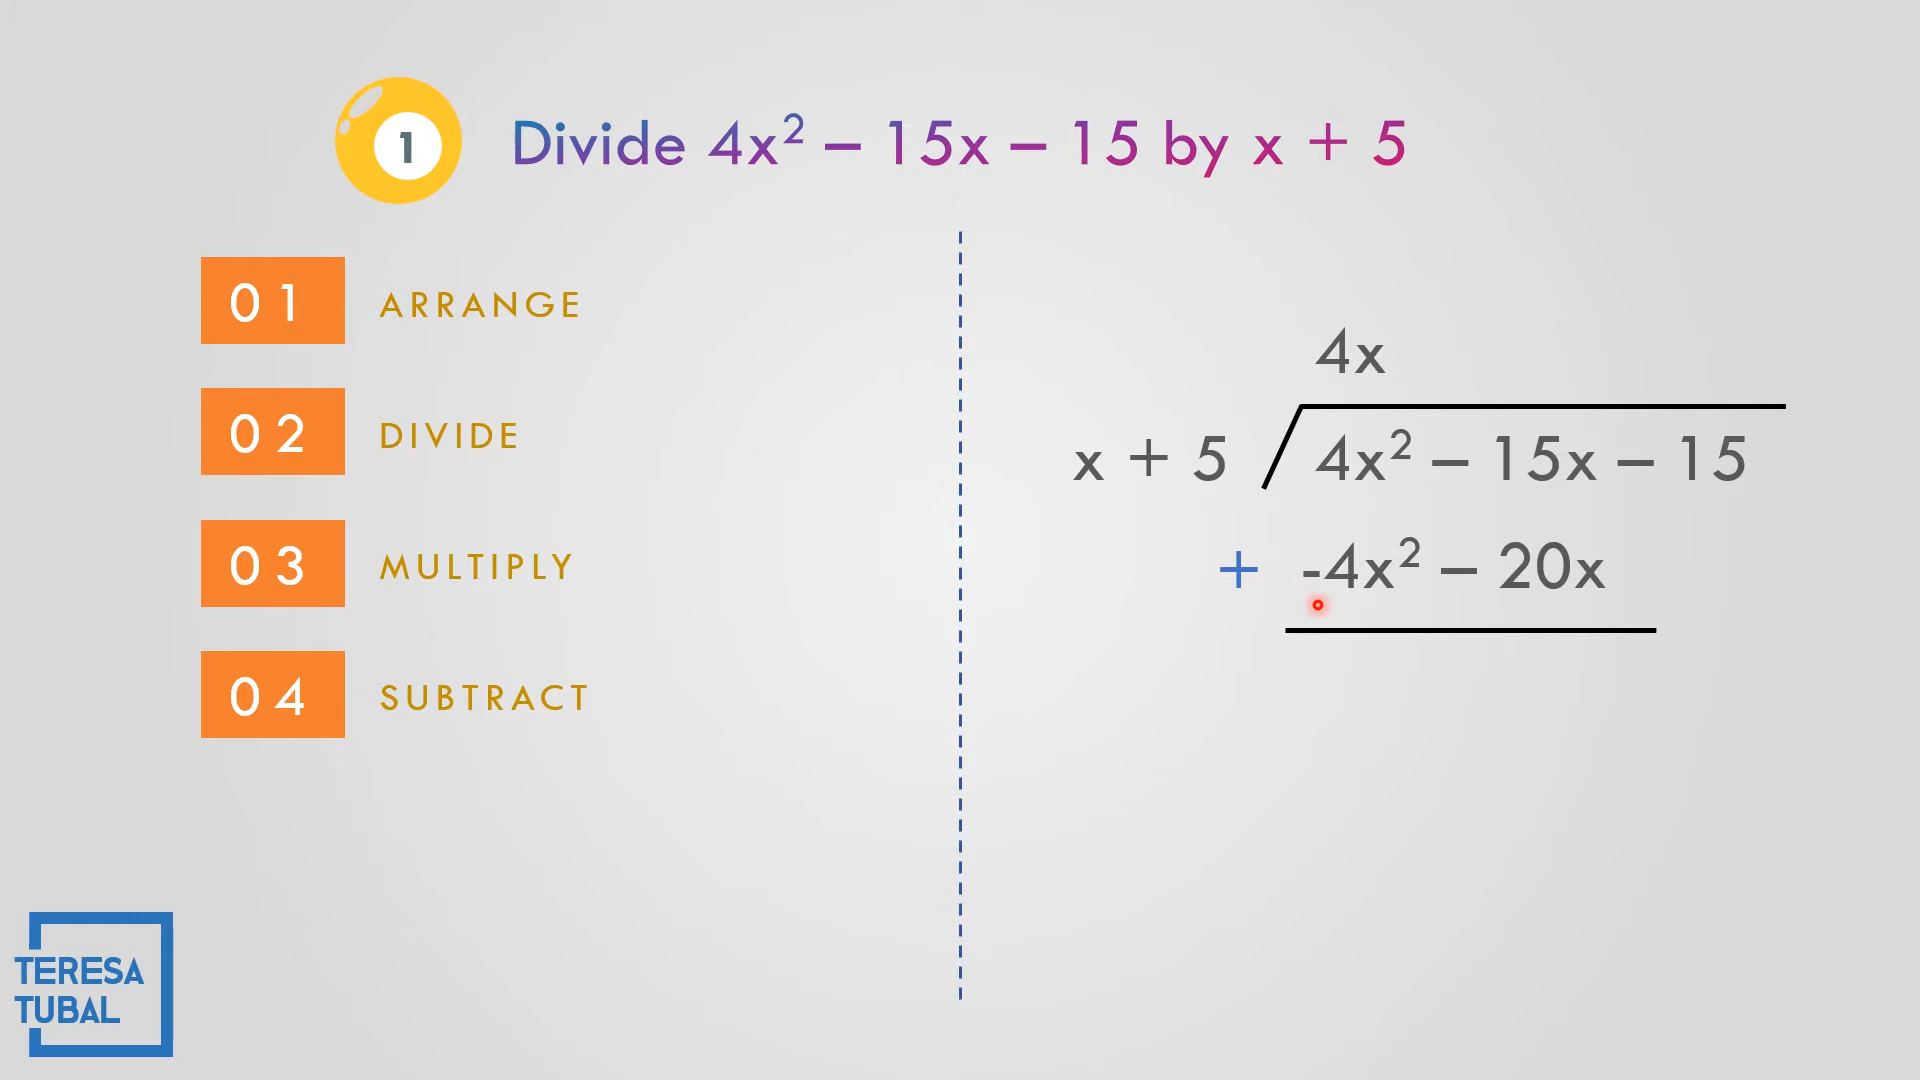 1
Divide 4x² – 15x – 15 by x + 5
01 ARRANGE
02 DIVIDE
03 MULTIPLY
04 SUBTRACT
4x
x + 5 4x² – 15x – 15
+ -4x² – 20x
TERESA
TUBAL